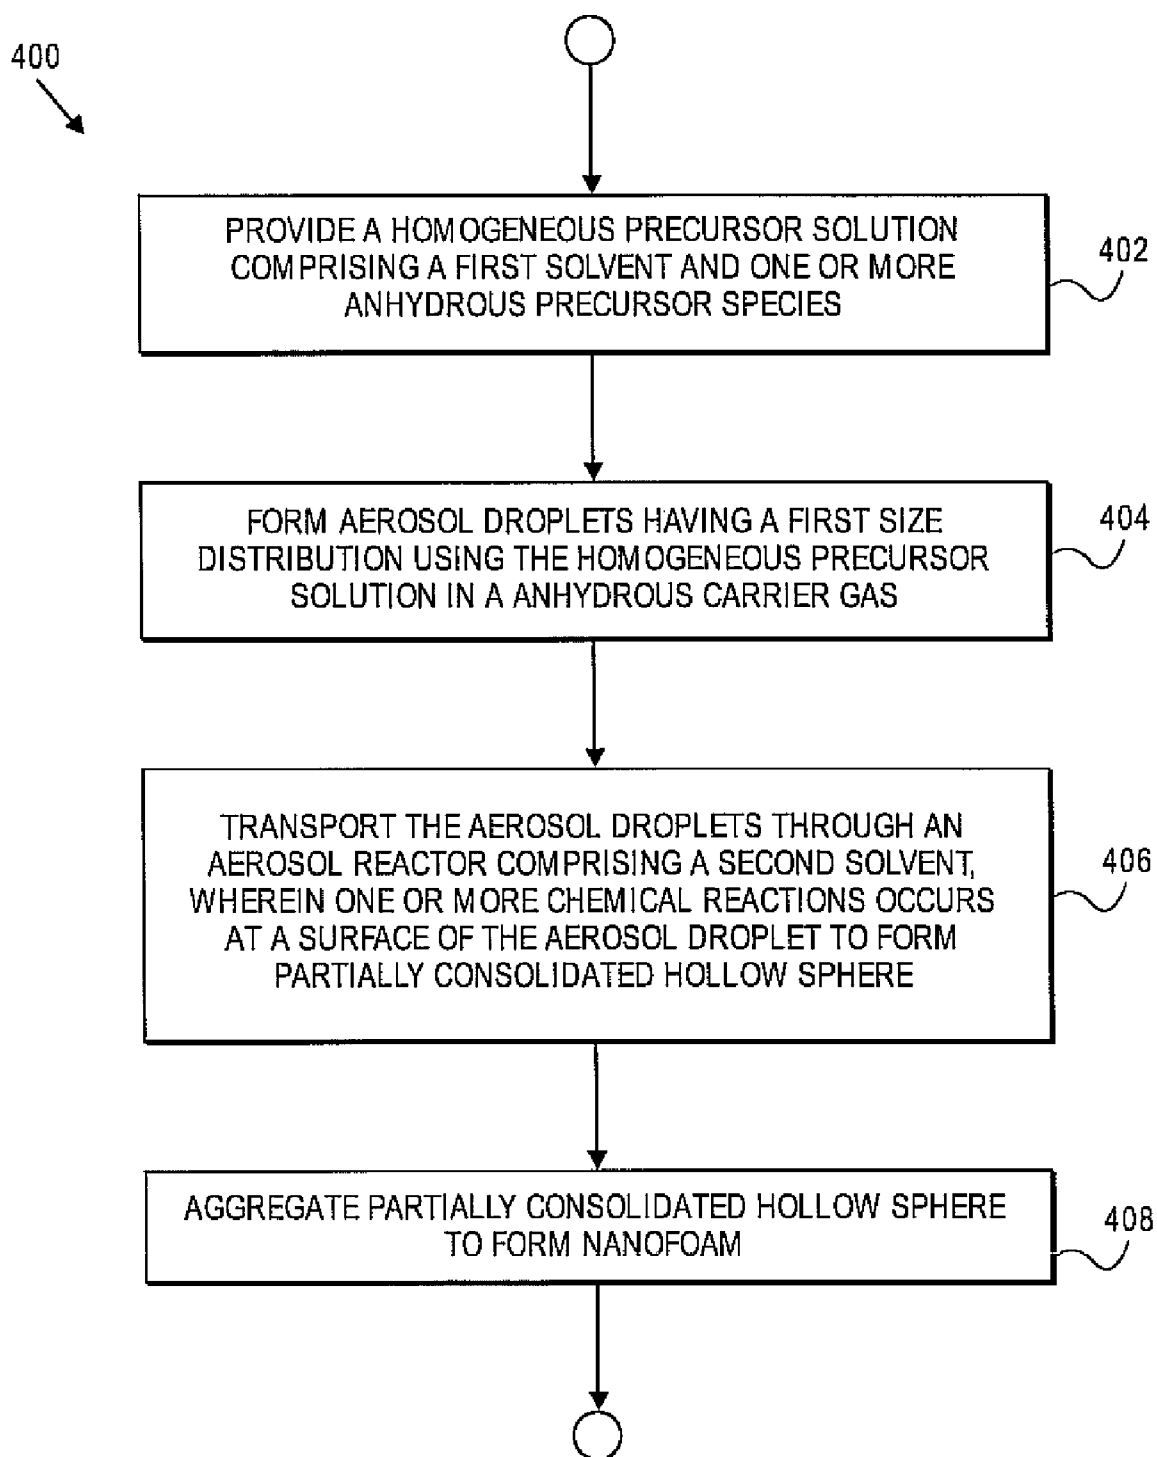 400
PROVIDE A HOMOGENEOUS PRECURSOR SOLUTION
COMPRISING A FIRST SOLVENT AND ONE OR MORE
ANHYDROUS PRECURSOR SPECIES
402
FORM AEROSOL DROPLETS HAVING A FIRST SIZE
DISTRIBUTION USING THE HOMOGENEOUS PRECURSOR
SOLUTION IN A ANHYDROUS CARRIER GAS
404
TRANSPORT THE AEROSOL DROPLETS THROUGH AN
AEROSOL REACTOR COMPRISING A SECOND SOLVENT,
WHEREIN ONE OR MORE CHEMICAL REACTIONS OCCURS
AT A SURFACE OF THE AEROSOL DROPLET TO FORM
PARTIALLY CONSOLIDATED HOLLOW SPHERE
406
AGGREGATE PARTIALLY CONSOLIDATED HOLLOW SPHERE
TO FORM NANOFOAM
408